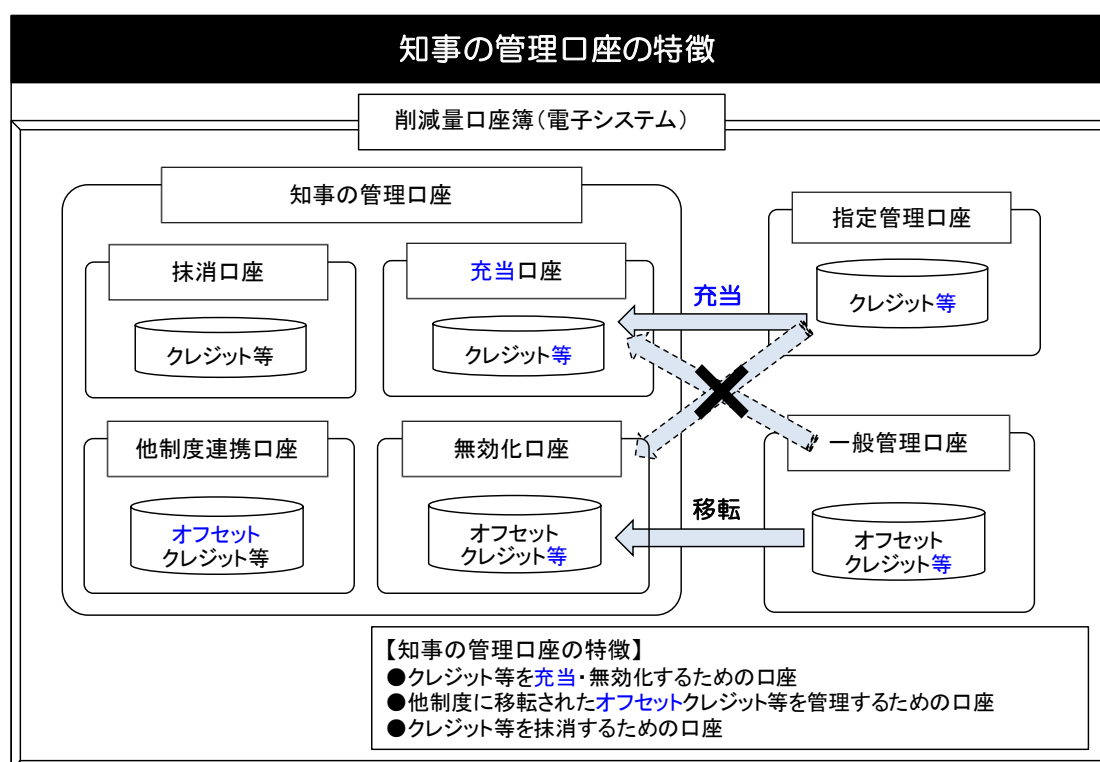 知事の管理口座の特徴
削減量口座簿（電子システム）
知事の管理口座
指定管理口座
抹消口座
充当口座
充当
クレジット等
クレジット等
クレジット等
他制度連携口座
無効化口座
一般管理口座
移転
オフセット
クレジット等
オフセット
クレジット等
オフセット
クレジット等
【知事の管理口座の特徴】
●クレジット等を充当・無効化するための口座
●他制度に移転されたオフセットクレジット等を管理するための口座
●クレジット等を抹消するための口座